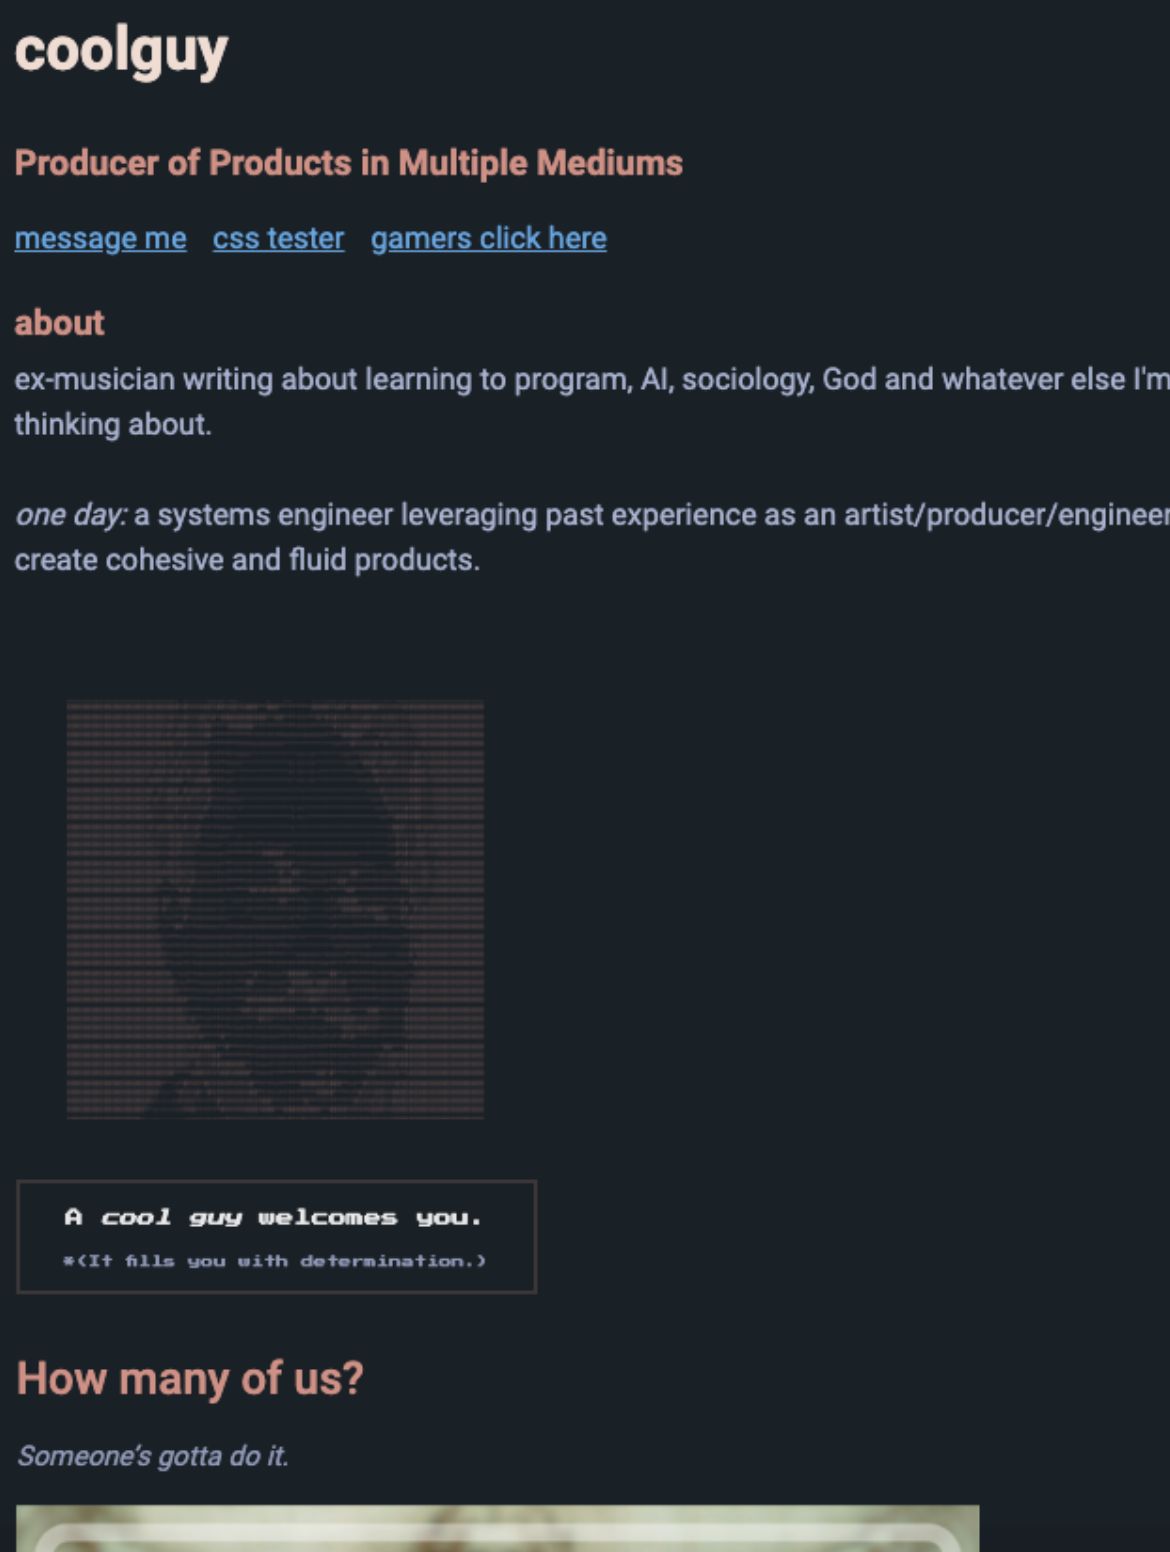 coolguy
Producer of Products in Multiple Mediums
message me css tester gamers click here
about
ex-musician writing about learning to program, AI, sociology, God and whatever else I'm
thinking about.
one day: a systems engineer leveraging past experience as an artist/producer/engineer
create cohesive and fluid products.
A cool guy welcomes you.
*(It fills you with determination.)
How many of us?
Someone's gotta do it.